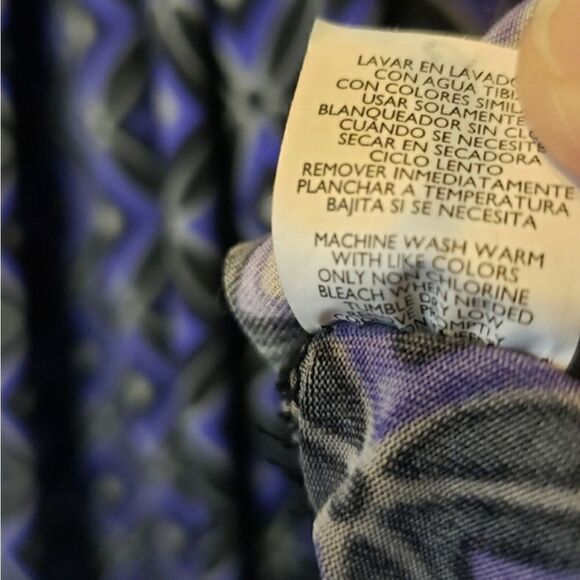 LAVAR EN LAVADO
CON AGUA TIBI
CON COLORES SIMIL
USAR SOLAMENTE
BLANQUEADOR SIN CLO
CUANDO SE NECESITE
SECAR EN SECADORA
CICLO LENTO
REMOVER INMEDIATAMENTE
PLANCHAR A TEMPERATURA
BAJITA SI SE NECESITA
MACHINE WASH WARM
WITH LIKE COLORS
ONLY NON CHLORINE
BLEACH WHEN NEEDED
TUMBLE DRY LOW